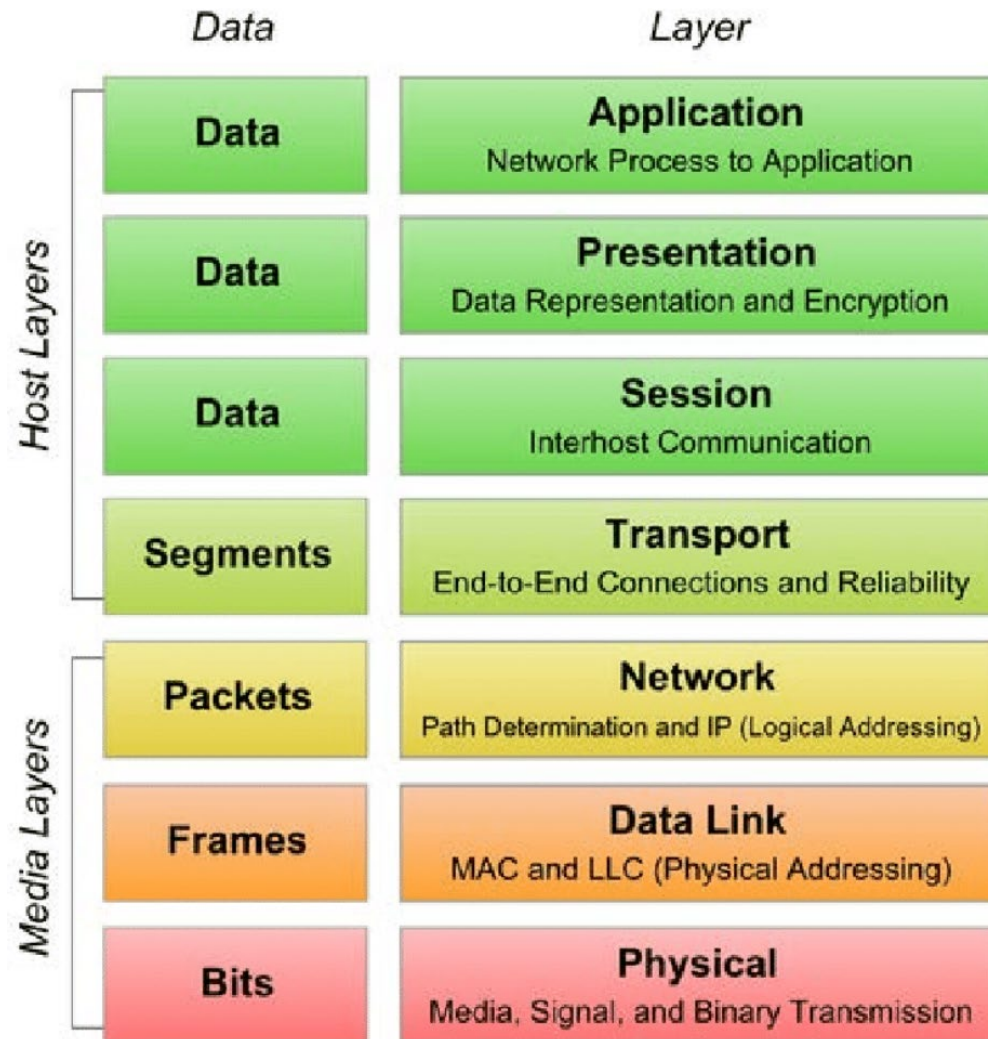 Data Layer
Host Layers
Data
Application
Network Process to Application
Data
Presentation
Data Representation and Encryption
Data
Session
Interhost Communication
Segments
Transport
End-to-End Connections and Reliability
Media Layers
Packets
Network
Path Determination and IP (Logical Addressing)
Frames
Data Link
MAC and LLC (Physical Addressing)
Bits
Physical
Media, Signal, and Binary Transmission